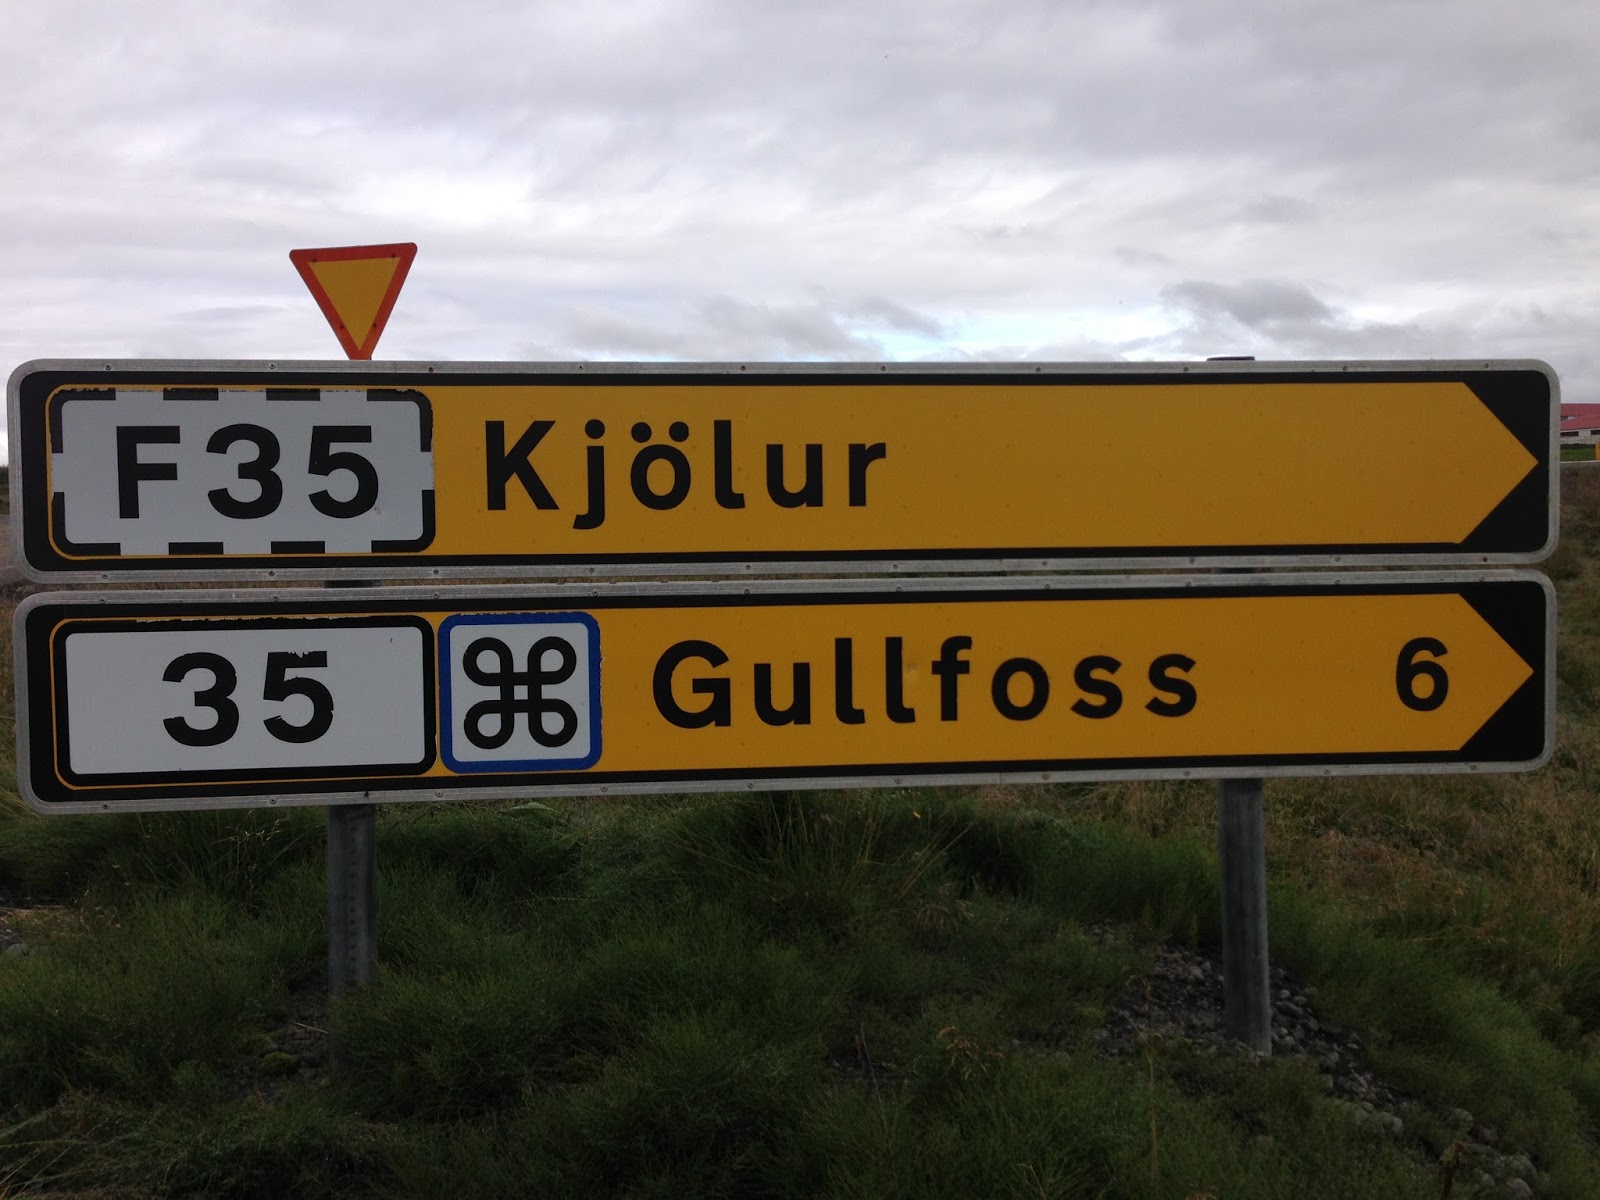 F35 Kjölur
35 ⌘ Gullfoss 6